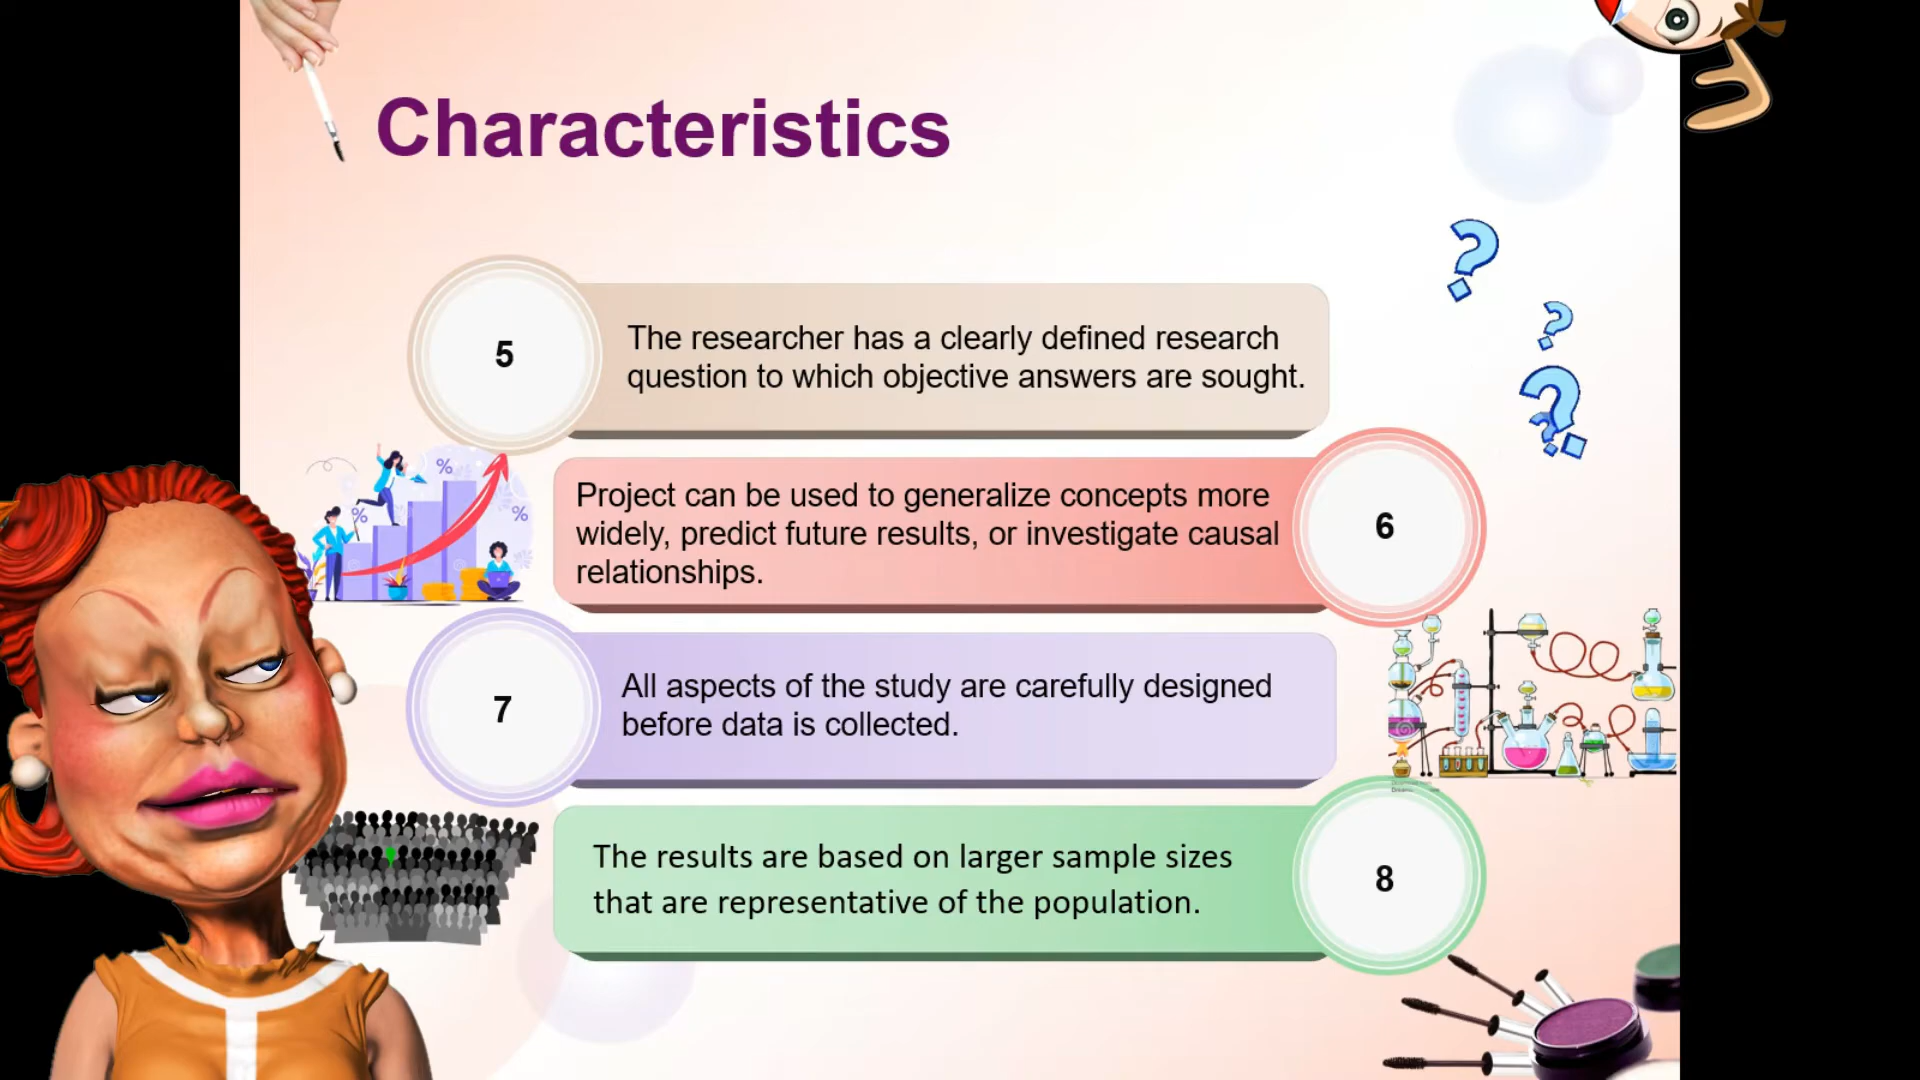 Characteristics
5
The researcher has a clearly defined research
question to which objective answers are sought.
Project can be used to generalize concepts more
widely, predict future results, or investigate causal
relationships.
6
%
%
%
7
All aspects of the study are carefully designed
before data is collected.
The results are based on larger sample sizes
that are representative of the population.
8